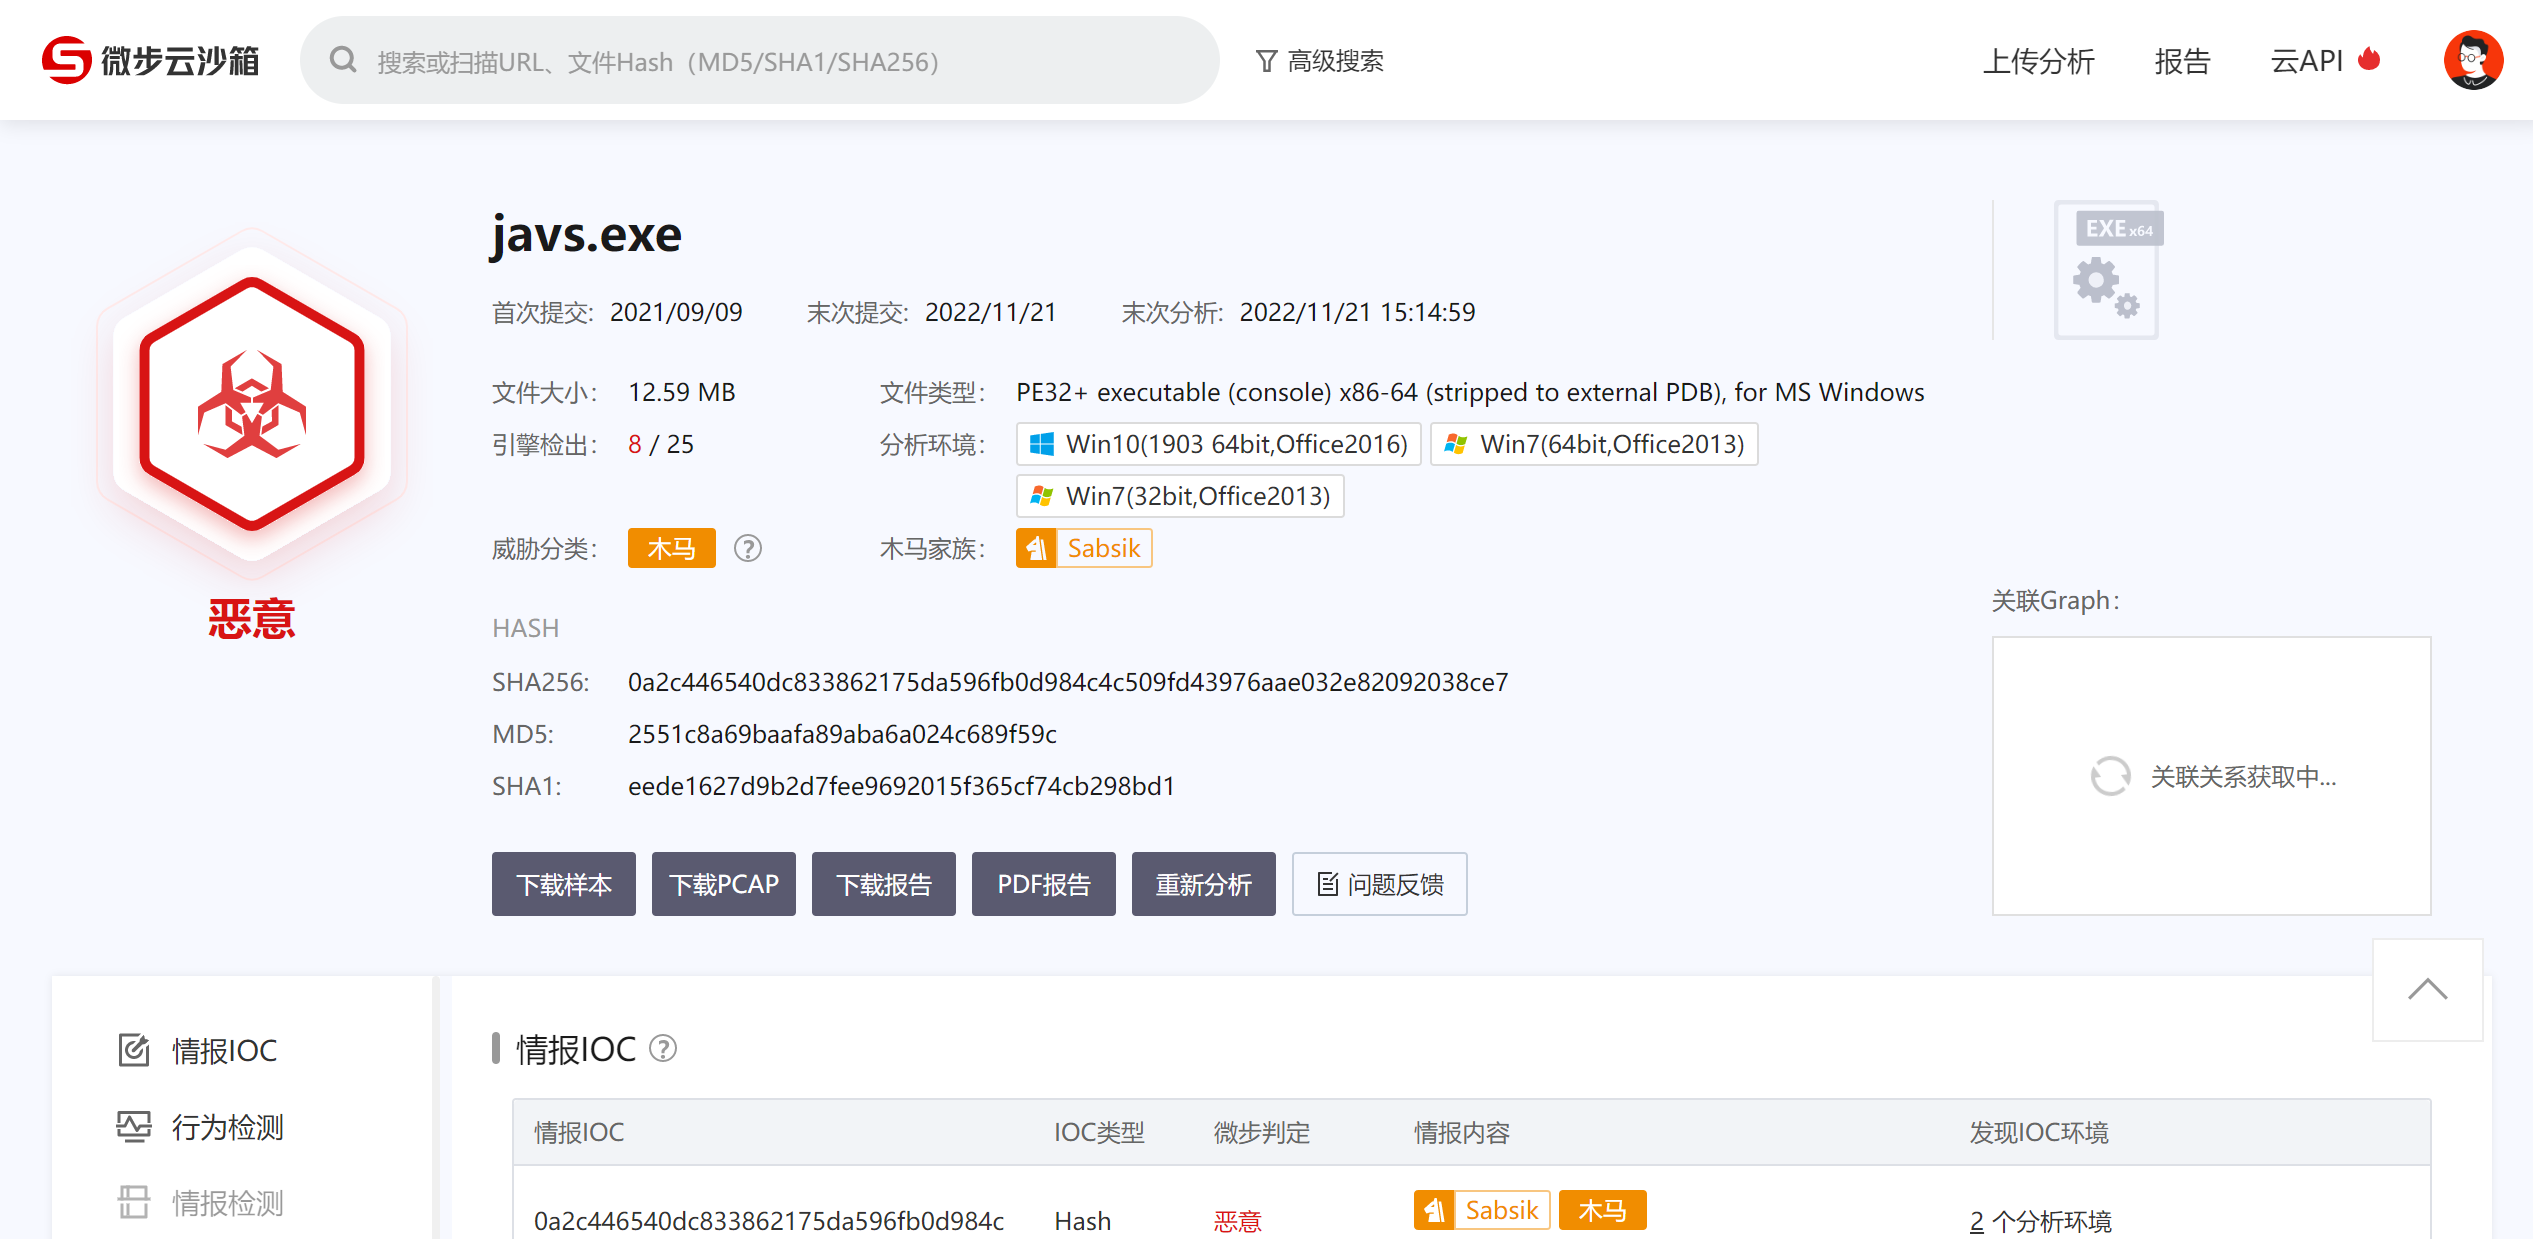 微步云沙箱
搜索或扫描URL、文件Hash（MD5/SHA1/SHA256）
高级搜索
上传分析
报告
云API
javs.exe
EXE x64
首次提交: 2021/09/09 末次提交: 2022/11/21 末次分析: 2022/11/21 15:14:59
文件大小: 12.59 MB 文件类型: PE32+ executable (console) x86-64 (stripped to external PDB), for MS Windows
引擎检出: 8 / 25 分析环境: Win10(1903 64bit,Office2016) Win7(64bit,Office2013)
Win7(32bit,Office2013)
威胁分类: 木马 ? 木马家族: Sabsik
恶意
关联Graph:
关联关系获取中...
HASH
SHA256: 0a2c446540dc833862175da596fb0d984c4c509fd43976aae032e82092038ce7
MD5: 2551c8a69baafa89aba6a024c689f59c
SHA1: eede1627d9b2d7fee9692015f365cf74cb298bd1
下载样本 下载PCAP 下载报告 PDF报告 重新分析 问题反馈
情报IOC
行为检测
情报检测
情报IOC ?
情报IOC IOC类型 微步判定 情报内容 发现IOC环境
0a2c446540dc833862175da596fb0d984c Hash 恶意 Sabsik 木马 2 个分析环境